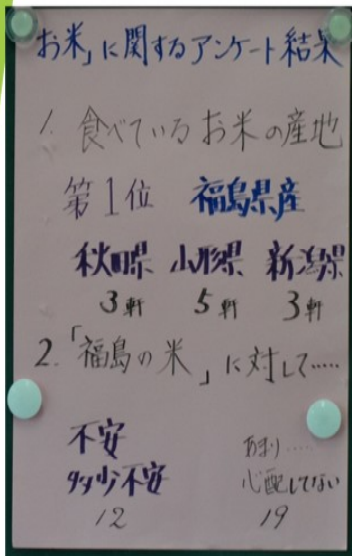 お米」に関するアンケート結果
1. 食べているお米の産地
第1位 福島県産
秋田県 山形県 新潟県
3軒 5軒 3軒
2.「福島の米」に対して……
不安 あまり……
多少不安 心配してない
12 19